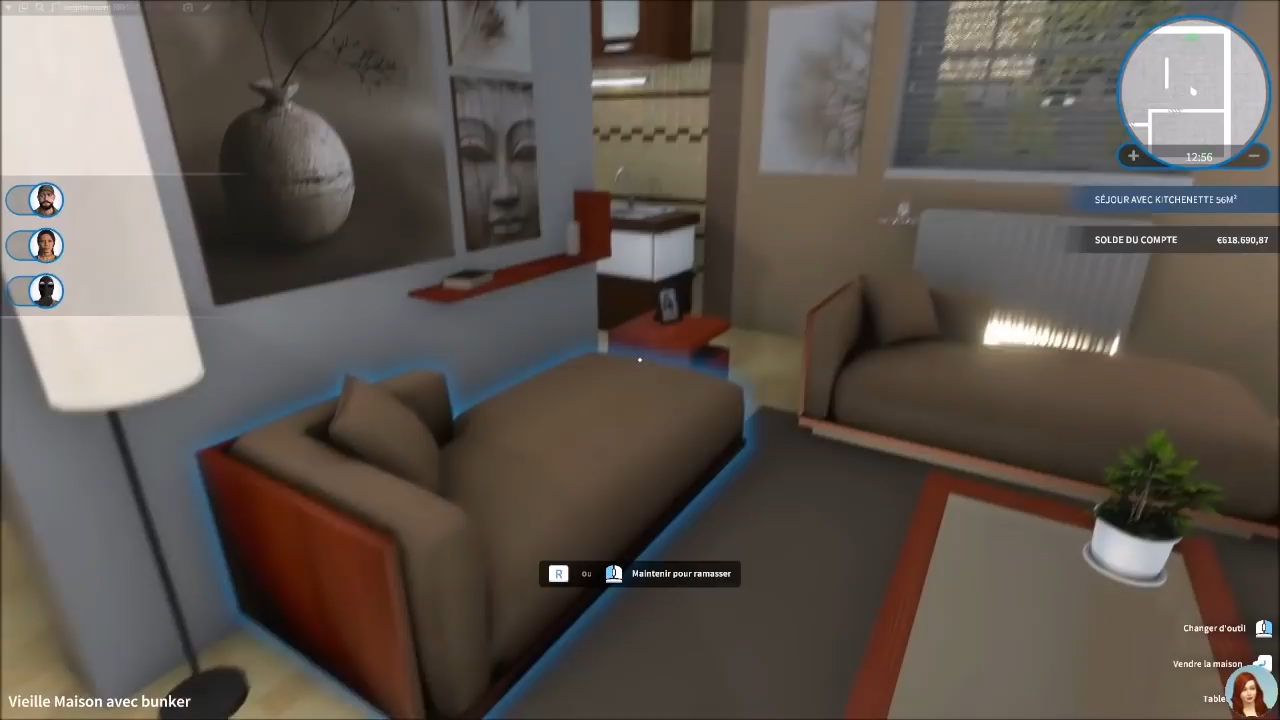 12:56
SÉJOUR AVEC KITCHENETTE 56M²
SOLDE DU COMPTE €618.690,87
R ou Maintenir pour ramasser
Changer d'outil
Vendre la maison
Table
Vieille Maison avec bunker